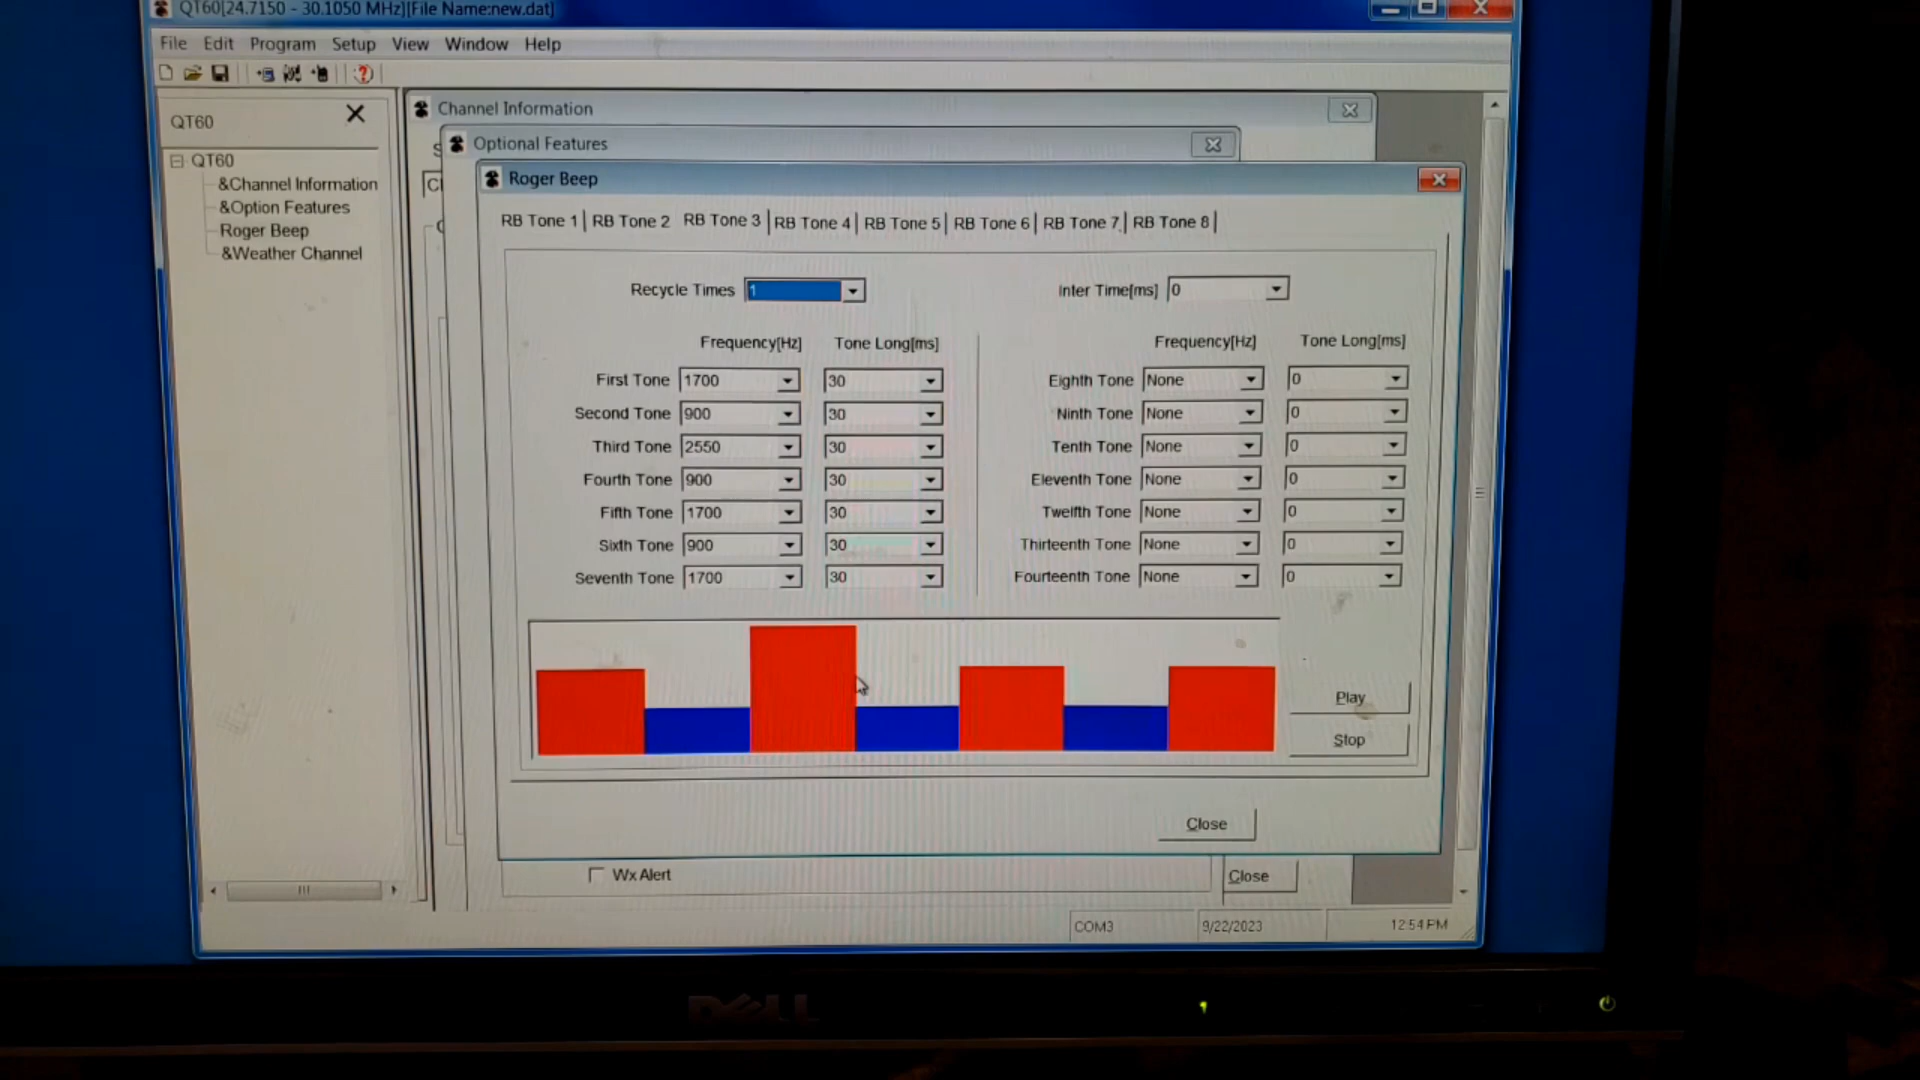 QT60[24.7150 - 30.1050 MHz][File Name:new.dat]
File Edit Program Setup View Window Help
QT60
QT60
&Channel Information
&Option Features
Roger Beep
&Weather Channel
Channel Information
Optional Features
Roger Beep
RB Tone 1 RB Tone 2 RB Tone 3 RB Tone 4 RB Tone 5 RB Tone 6 RB Tone 7 RB Tone 8
Recycle Times 1 Inter Time[ms] 0
Frequency[Hz] Tone Long[ms] Frequency[Hz] Tone Long[ms]
First Tone 1700 30 Eighth Tone None 0
Second Tone 900 30 Ninth Tone None 0
Third Tone 2550 30 Tenth Tone None 0
Fourth Tone 900 30 Eleventh Tone None 0
Fifth Tone 1700 30 Twelfth Tone None 0
Sixth Tone 900 30 Thirteenth Tone None 0
Seventh Tone 1700 30 Fourteenth Tone None 0
Play
Stop
Close
Wx Alert Close
COM3 9/22/2023 12:54 PM
DELL